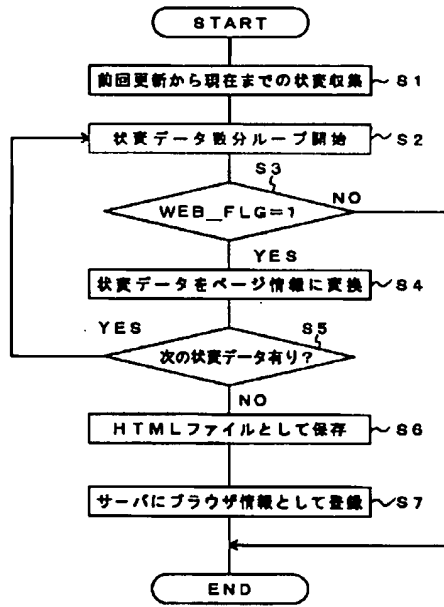 START
前回更新から現在までの状変収集
S1
状変データ数分ループ開始
S2
S3
NO
WEB__FLG=1
YES
状変データをページ情報に変換
S4
YES
S5
次の状変データ有り?
NO
HTMLファイルとして保存
S6
サーバにブラウザ情報として登録
S7
END